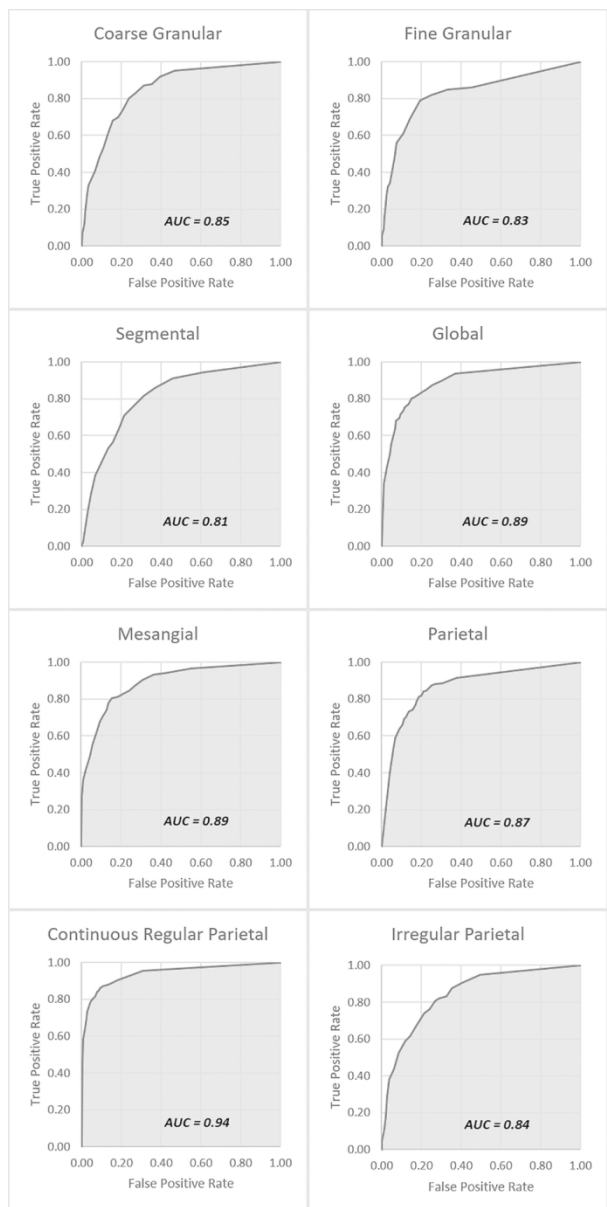 Coarse Granular
True Positive Rate
1.00
0.80
0.60
0.40
0.20
0.00
AUC = 0.85
0.00 0.20 0.40 0.60 0.80 1.00
False Positive Rate
Fine Granular
True Positive Rate
1.00
0.80
0.60
0.40
0.20
0.00
AUC = 0.83
0.00 0.20 0.40 0.60 0.80 1.00
False Positive Rate
Segmental
True Positive Rate
1.00
0.80
0.60
0.40
0.20
0.00
AUC = 0.81
0.00 0.20 0.40 0.60 0.80 1.00
False Positive Rate
Global
True Positive Rate
1.00
0.80
0.60
0.40
0.20
0.00
AUC = 0.89
0.00 0.20 0.40 0.60 0.80 1.00
False Positive Rate
Mesangial
True Positive Rate
1.00
0.80
0.60
0.40
0.20
0.00
AUC = 0.89
0.00 0.20 0.40 0.60 0.80 1.00
False Positive Rate
Parietal
True Positive Rate
1.00
0.80
0.60
0.40
0.20
0.00
AUC = 0.87
0.00 0.20 0.40 0.60 0.80 1.00
False Positive Rate
Continuous Regular Parietal
True Positive Rate
1.00
0.80
0.60
0.40
0.20
0.00
AUC = 0.94
0.00 0.20 0.40 0.60 0.80 1.00
False Positive Rate
Irregular Parietal
True Positive Rate
1.00
0.80
0.60
0.40
0.20
0.00
AUC = 0.84
0.00 0.20 0.40 0.60 0.80 1.00
False Positive Rate